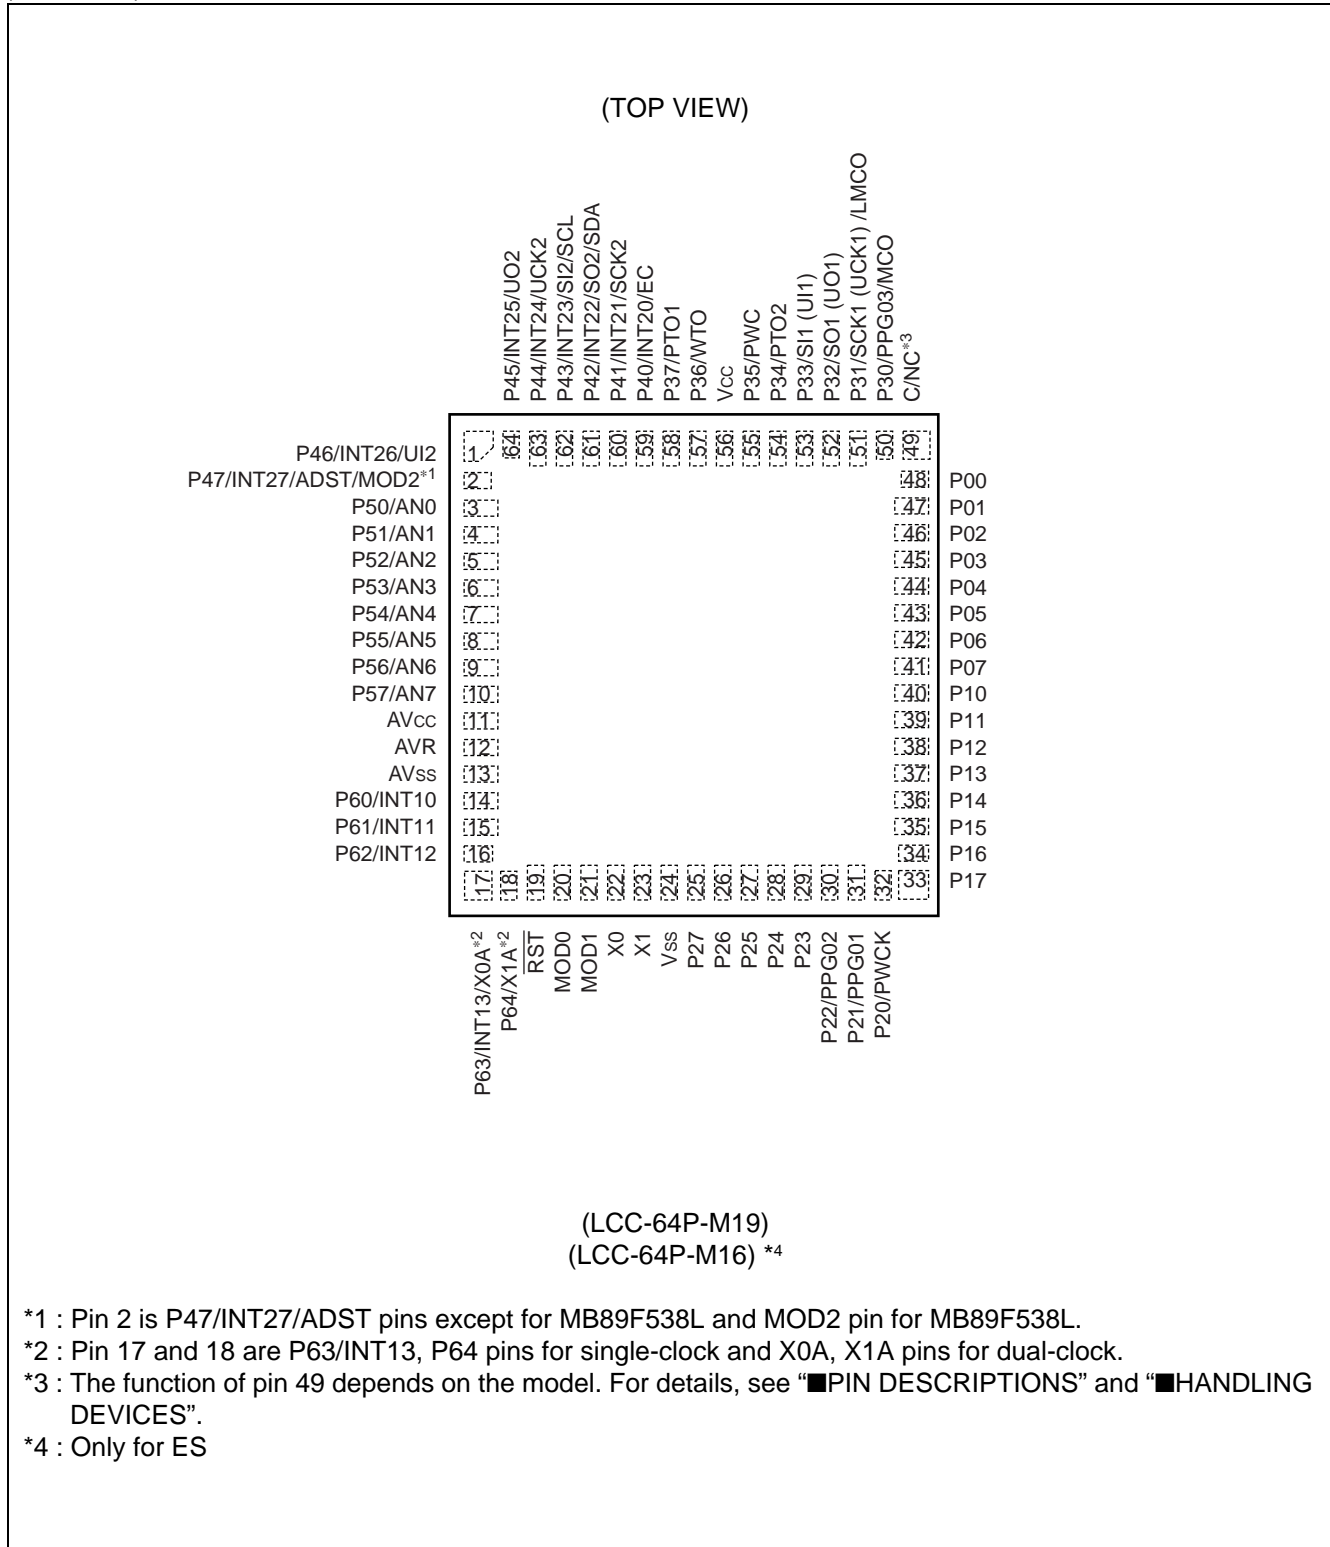 (TOP VIEW)
P45/INT25/UO2
P44/INT24/UCK2
P43/INT23/SI2/SCL
P42/INT22/SO2/SDA
P41/INT21/SCK2
P40/INT20/EC
P37/PTO1
P36/WTO
Vcc
P35/PWC
P34/PTO2
P33/SI1 (UI1)
P32/SO1 (UO1)
P31/SCK1 (UCK1) /LMCO
P30/PPG03/MCO
C/NC*3
64 63 62 61 60 59 58 57 56 55 54 53 52 51 50 49
P46/INT26/UI2 1
P47/INT27/ADST/MOD2*1 2
P50/AN0 3
P51/AN1 4
P52/AN2 5
P53/AN3 6
P54/AN4 7
P55/AN5 8
P56/AN6 9
P57/AN7 10
AVcc 11
AVR 12
AVss 13
P60/INT10 14
P61/INT11 15
P62/INT12 16
48 P00
47 P01
46 P02
45 P03
44 P04
43 P05
42 P06
41 P07
40 P10
39 P11
38 P12
37 P13
36 P14
35 P15
34 P16
33 P17
17 18 19 20 21 22 23 24 25 26 27 28 29 30 31 32
P63/INT13/X0A*2
P64/X1A*2
RST
MOD0
MOD1
X0
X1
Vss
P27
P26
P25
P24
P23
P22/PPG02
P21/PPG01
P20/PWCK
(LCC-64P-M19)
(LCC-64P-M16) *4
*1 : Pin 2 is P47/INT27/ADST pins except for MB89F538L and MOD2 pin for MB89F538L.
*2 : Pin 17 and 18 are P63/INT13, P64 pins for single-clock and X0A, X1A pins for dual-clock.
*3 : The function of pin 49 depends on the model. For details, see “■PIN DESCRIPTIONS” and “■HANDLING
DEVICES”.
*4 : Only for ES